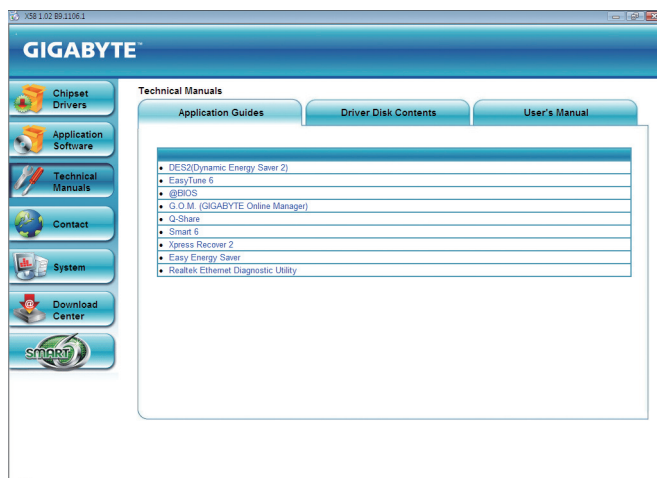 X58 1.02 B9.1106.1
GIGABYTE™
Chipset
Drivers
Application
Software
Technical
Manuals
Contact
System
Download
Center
SMART 6
Technical Manuals
Application Guides
Driver Disk Contents
User's Manual
• DES2(Dynamic Energy Saver 2)
• EasyTune 6
• @BIOS
• G.O.M. (GIGABYTE Online Manager)
• Q-Share
• Smart 6
• Xpress Recover 2
• Easy Energy Saver
• Realtek Ethernet Diagnostic Utility